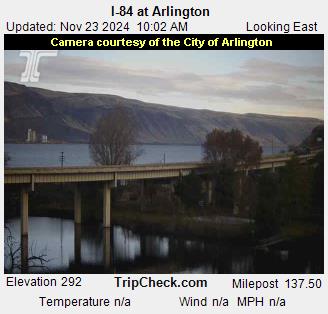 I-84 at Arlington
Updated: Nov 23 2024 10:02 AM Looking East
Camera courtesy of the City of Arlington
Elevation 292 TripCheck.com Milepost 137.50
Temperature n/a Wind n/a MPH n/a